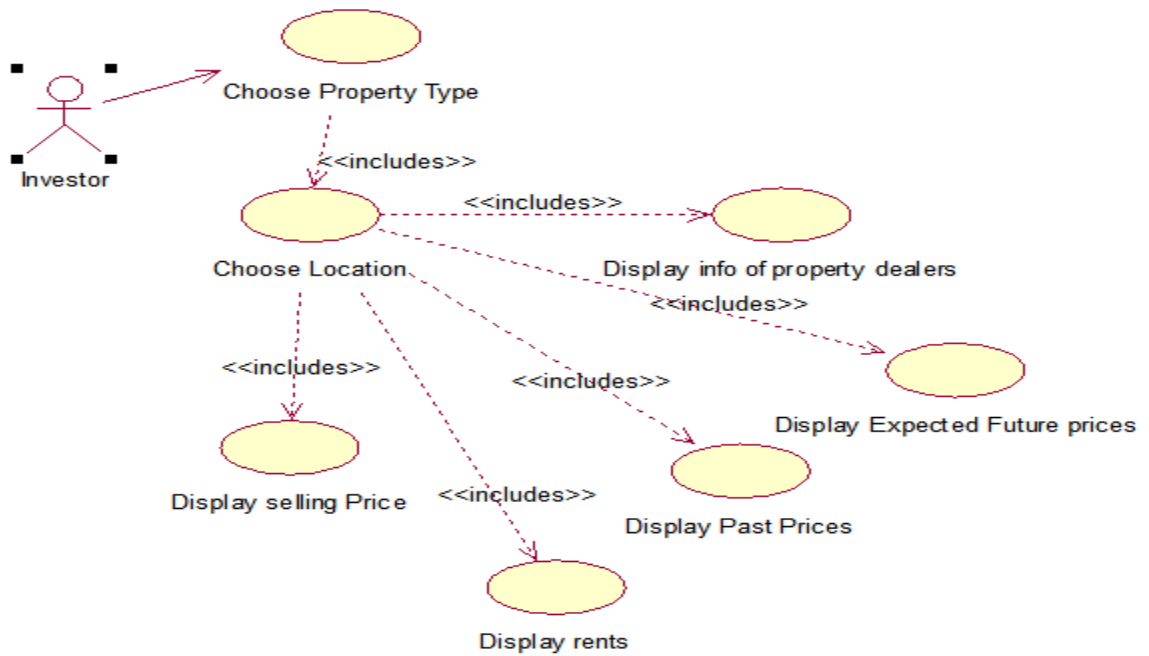 Choose Property Type
<<includes>>
Investor
<<includes>>
Choose Location
Display info of property dealers
<<includes>>
<<includes>>
<<includes>>
Display Expected Future prices
Display selling Price
<<includes>>
Display Past Prices
Display rents